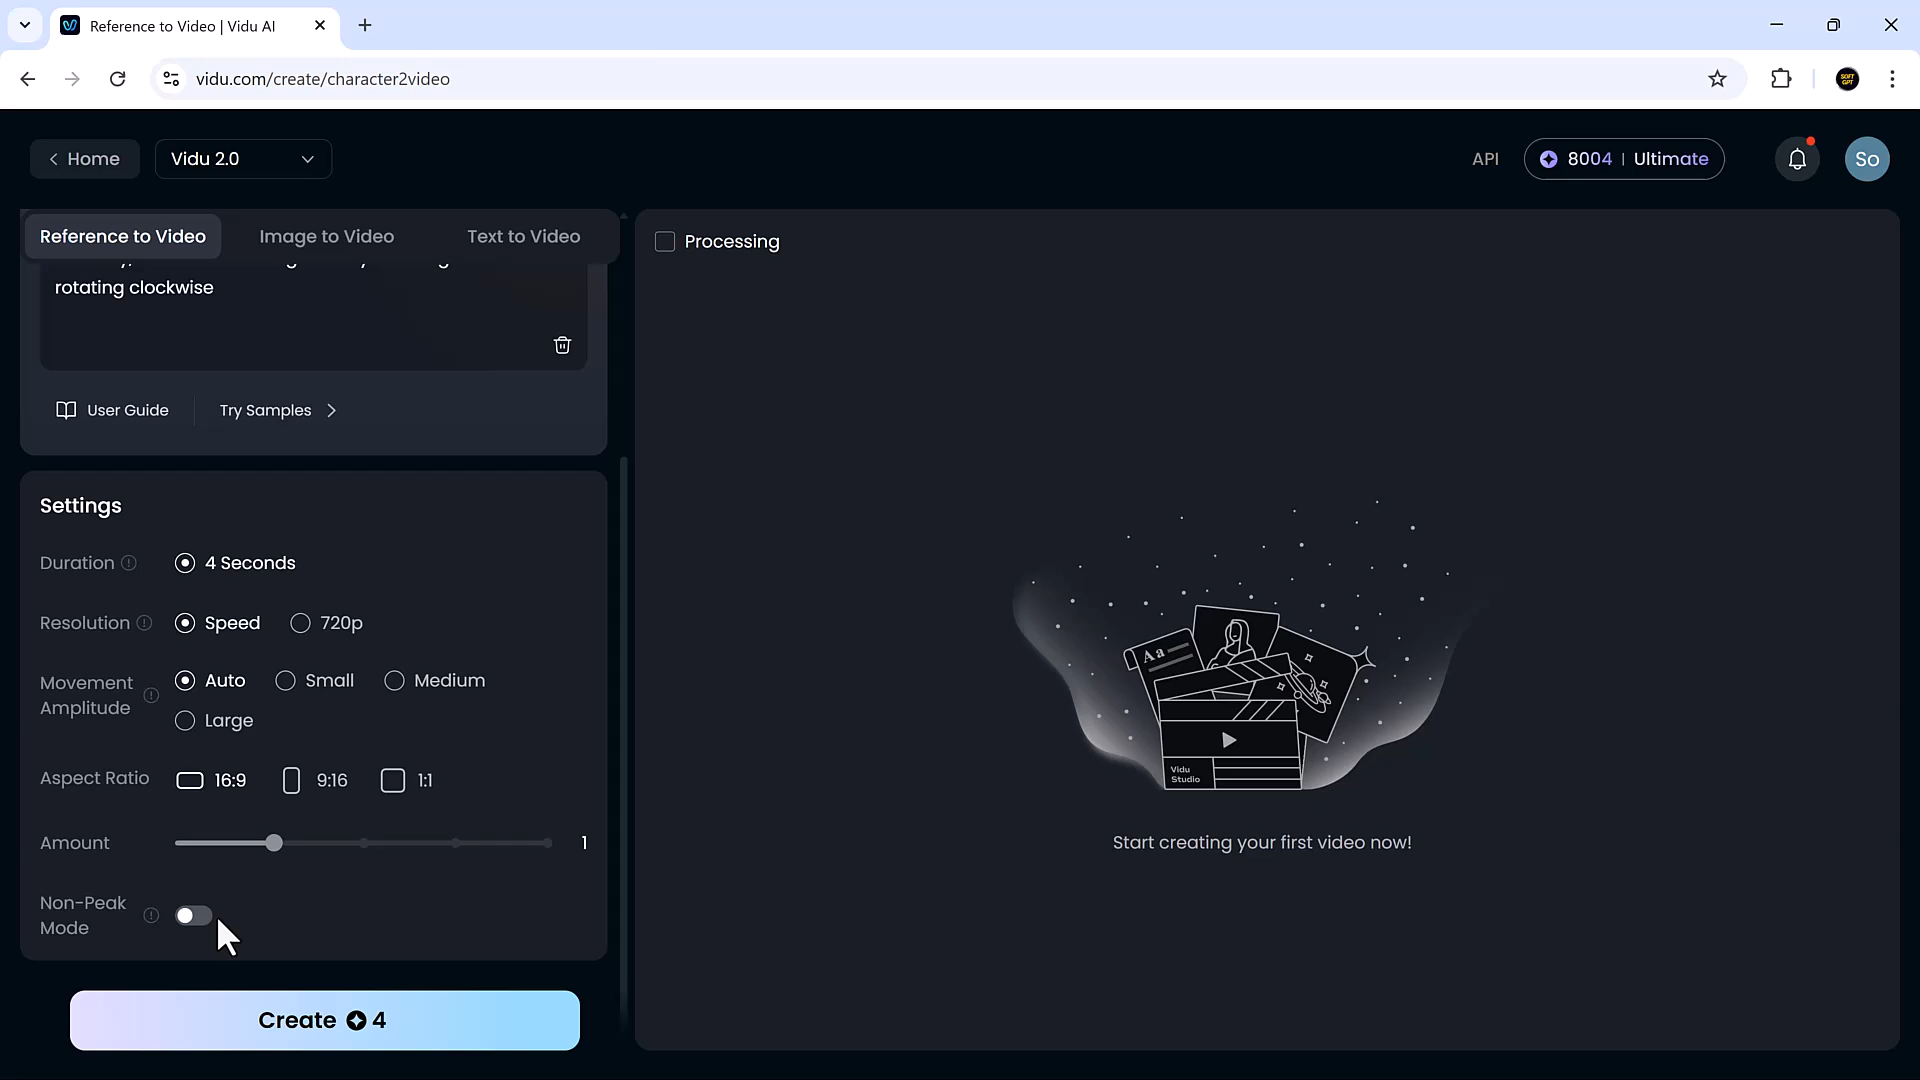 Reference to Video | Vidu AI
vidu.com/create/character2video
SOFT
GPT
Home
Vidu 2.0
API
8004 | Ultimate
So
Reference to Video
Image to Video
Text to Video
rotating clockwise
User Guide
Try Samples
Settings
Duration
4 Seconds
Resolution
Speed
720p
Movement
Amplitude
Auto
Small
Medium
Large
Aspect Ratio
16:9
9:16
1:1
Amount
1
Non-Peak
Mode
Create 4
Processing
Aa
Vidu
Studio
Start creating your first video now!